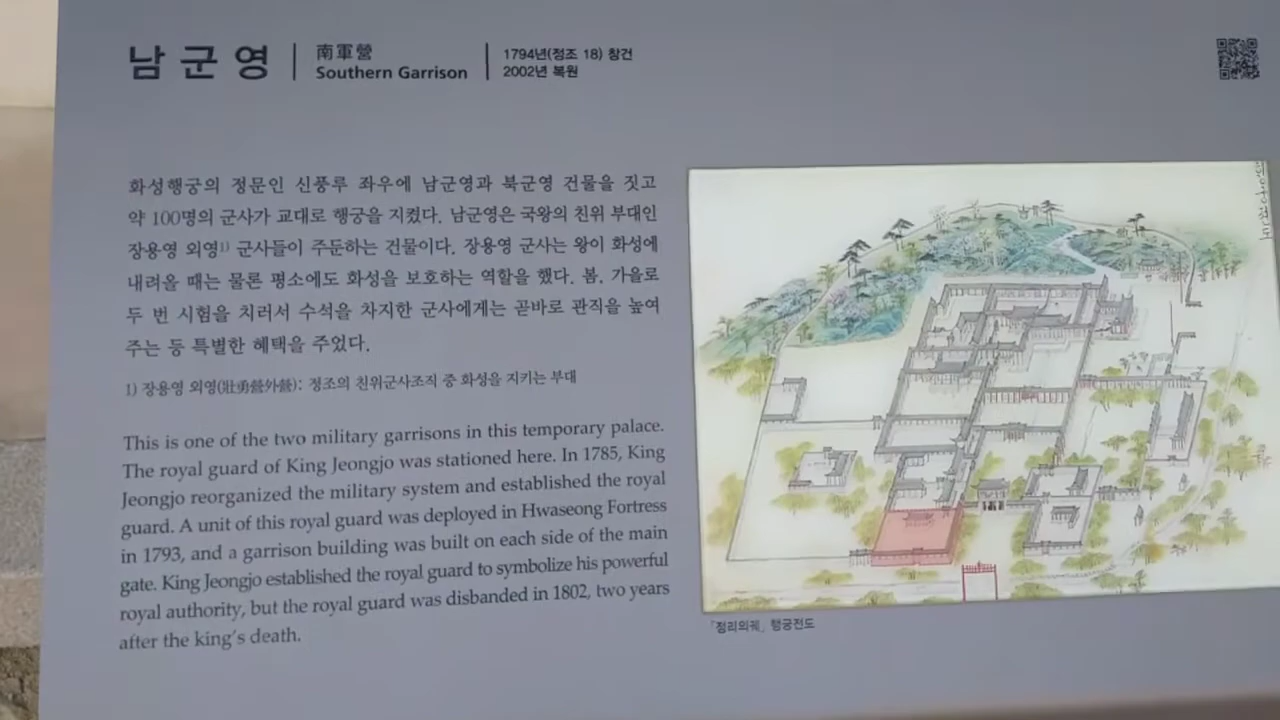 남군영
南軍營
Southern Garrison
1794년(정조 18) 창건
2002년 복원
화성행궁의 정문인 신풍루 좌우에 남군영과 북군영 건물을 짓고
약 100명의 군사가 교대로 행궁을 지켰다. 남군영은 국왕의 친위 부대인
장용영 외영1) 군사들이 주둔하는 건물이다. 장용영 군사는 왕이 화성에
내려올 때는 물론 평소에도 화성을 보호하는 역할을 했다. 봄. 가을로
두 번 시험을 치러서 수석을 차지한 군사에게는 곧바로 관직을 높여
주는 등 특별한 혜택을 주었다.
1) 장용영 외영(壯勇營外營): 정조의 친위군사조직 중 화성을 지키는 부대
This is one of the two military garrisons in this temporary palace.
The royal guard of King Jeongjo was stationed here. In 1785, King
Jeongjo reorganized the military system and established the royal
guard. A unit of this royal guard was deployed in Hwaseong Fortress
in 1793, and a garrison building was built on each side of the main
gate. King Jeongjo established the royal guard to symbolize his powerful
royal authority, but the royal guard was disbanded in 1802, two years
after the king's death.
「정리의궤」 행궁전도